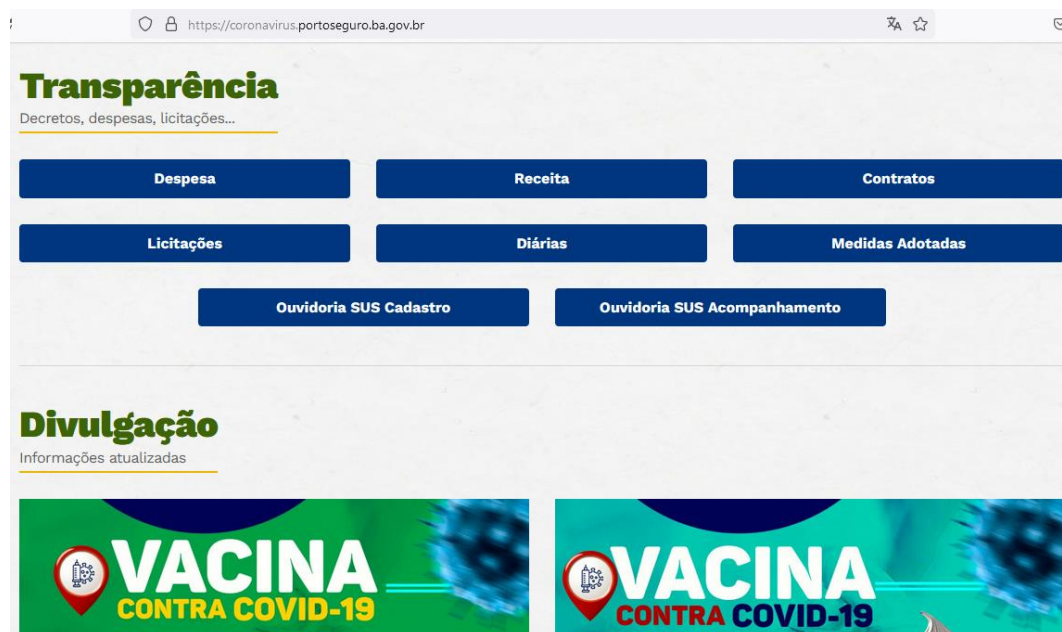 https://coronavirus.portoseguro.ba.gov.br
Transparência
Decretos, despesas, licitações...
Despesa Receita Contratos
Licitações Diárias Medidas Adotadas
Ouvidoria SUS Cadastro Ouvidoria SUS Acompanhamento
Divulgação
Informações atualizadas
VACINA VACINA
CONTRA COVID-19 CONTRA COVID-19